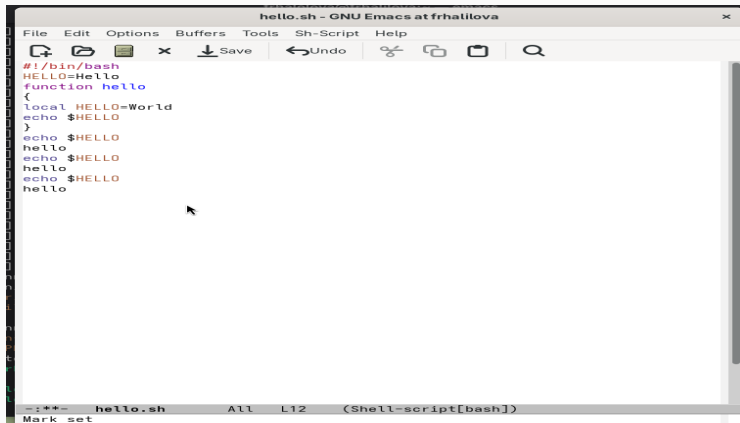 hello.sh - GNU Emacs at frhalilova
File Edit Options Buffers Tools Sh-Script Help
Save Undo
#!/bin/bash
HELLO=Hello
function hello
{
local HELLO=World
echo $HELLO
}
echo $HELLO
hello
echo $HELLO
hello
echo $HELLO
hello
-:**- hello.sh All L12 (Shell-script[bash])
Mark set